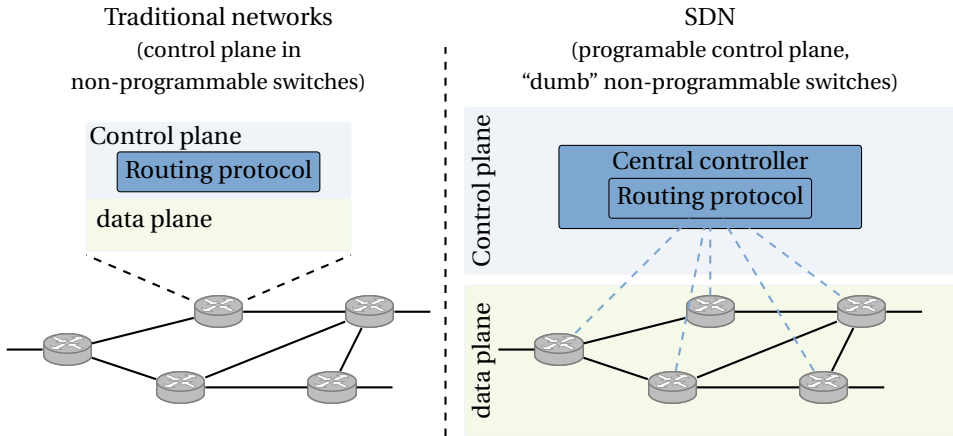 Traditional networks
(control plane in
non-programmable switches)
Control plane
Routing protocol
data plane
SDN
(programable control plane,
“dumb” non-programmable switches)
Control plane
Central controller
Routing protocol
data plane